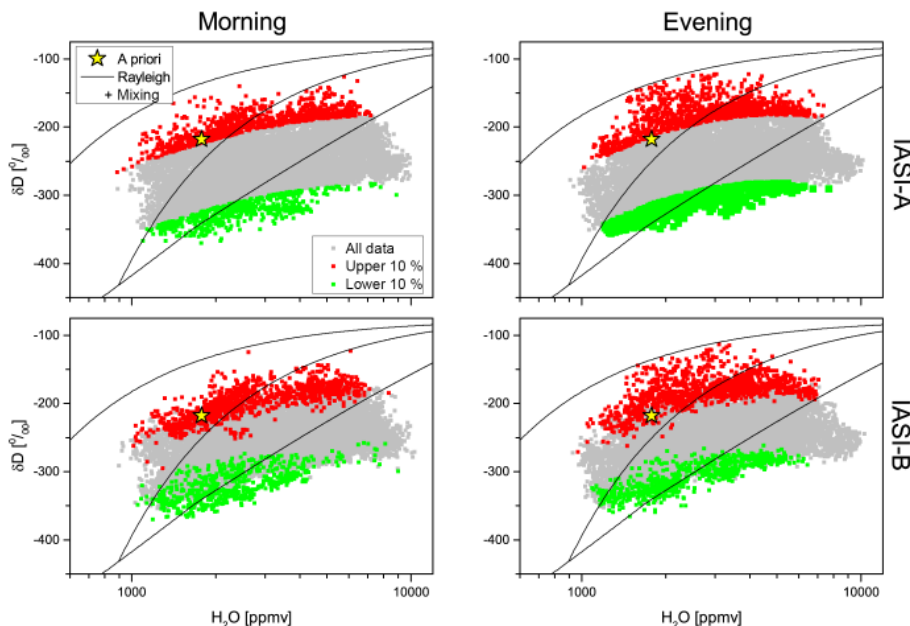 Morning
Evening
A priori
Rayleigh
+ Mixing
-100
-200
-300
-400
δD [⁰/₀₀]
All data
Upper 10 %
Lower 10 %
-100
-200
-300
-400
IASI-A
-100
-200
-300
-400
δD [⁰/₀₀]
1000
10000
H₂O [ppmv]
-100
-200
-300
-400
1000
10000
H₂O [ppmv]
IASI-B